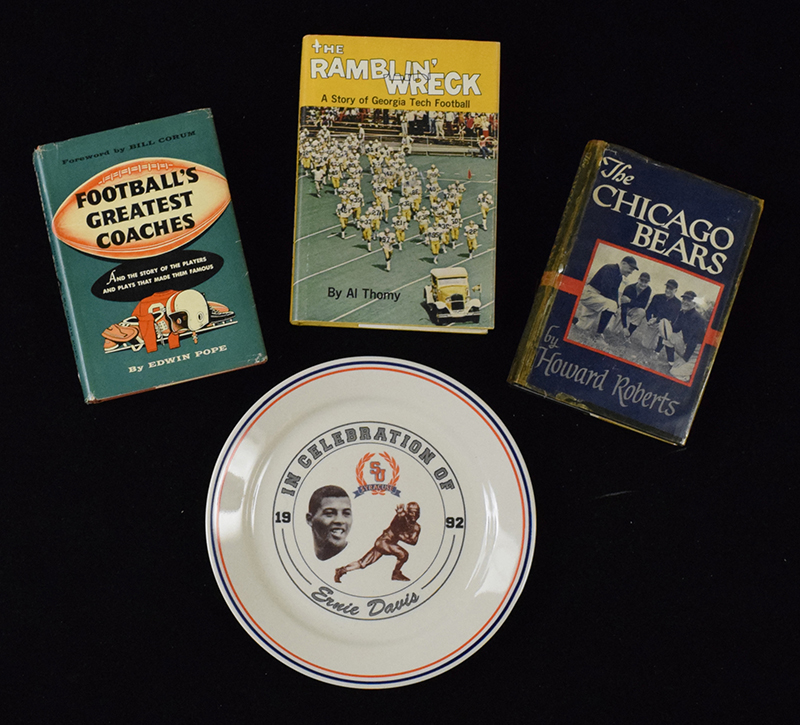 Foreword by BILL CORUM
FOOTBALL'S
GREATEST
COACHES
AND THE STORY OF THE PLAYERS
AND PLAYS THAT MADE THEM FAMOUS
By EDWIN POPE
THE
RAMBLIN'
WRECK
A Story of Georgia Tech Football
By Al Thomy
The
CHICAGO
BEARS
by
Howard Roberts
IN CELEBRATION OF
SU
SYRACUSE
19 92
Ernie Davis